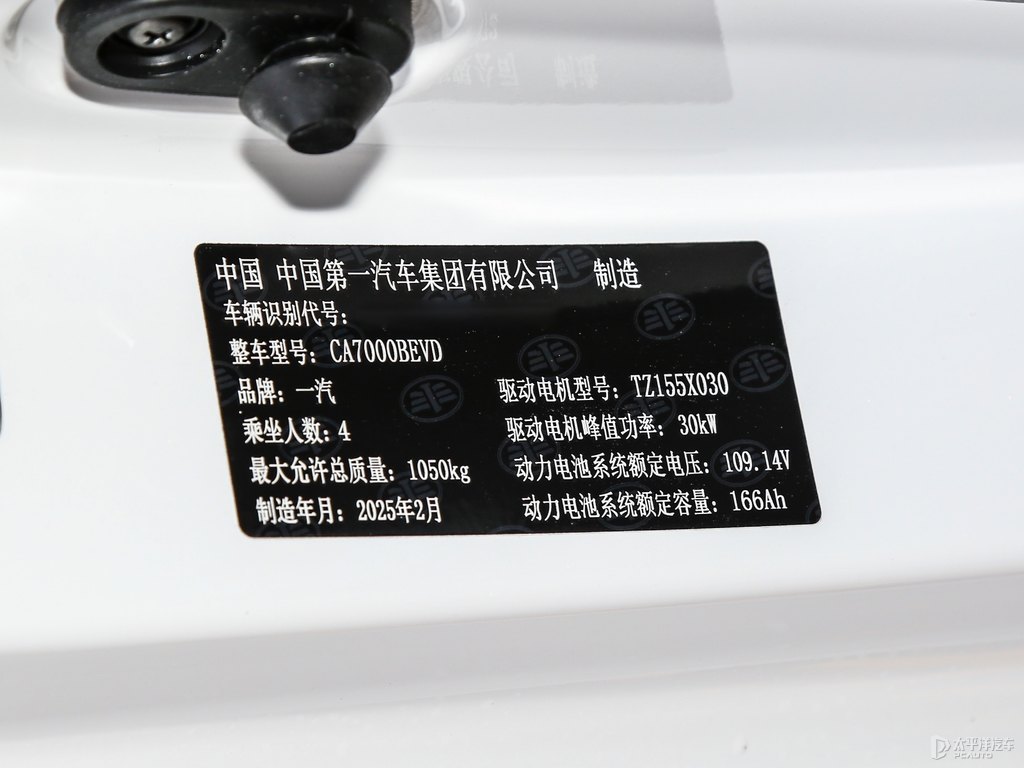 中国 中国第一汽车集团有限公司 制造
车辆识别代号：
整车型号：CA7000BEVD
品牌：一汽 驱动电机型号：TZ155X030
乘坐人数：4 驱动电机峰值功率：30kW
最大允许总质量：1050kg 动力电池系统额定电压：109.14V
制造年月：2025年2月 动力电池系统额定容量：166Ah
太平洋汽车
PCAUTO